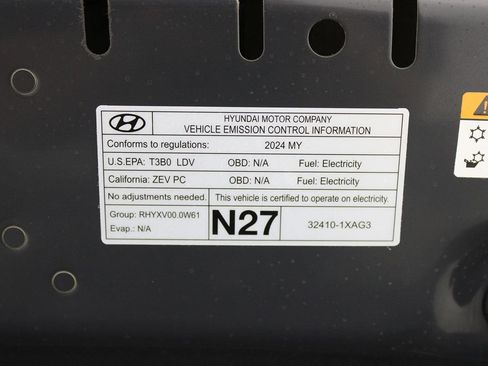 HYUNDAI MOTOR COMPANY
VEHICLE EMISSION CONTROL INFORMATION
Conforms to regulations: 2024 MY
U.S.EPA: T3B0 LDV OBD: N/A Fuel: Electricity
California: ZEV PC OBD: N/A Fuel: Electricity
No adjustments needed. This vehicle is certified to operate on electricity.
Group: RHYXV00.0W61
Evap.: N/A
N27
32410-1XAG3